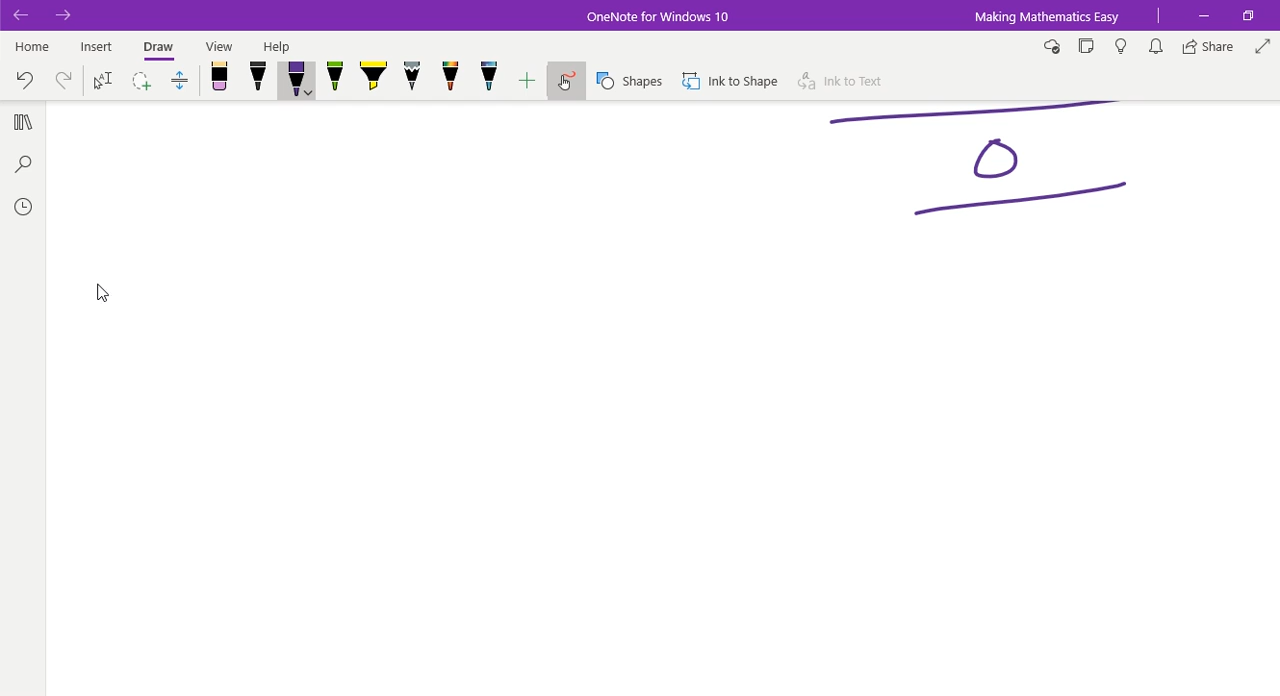 OneNote for Windows 10
Making Mathematics Easy
Home
Insert
Draw
View
Help
Share
Shapes
Ink to Shape
Ink to Text
0